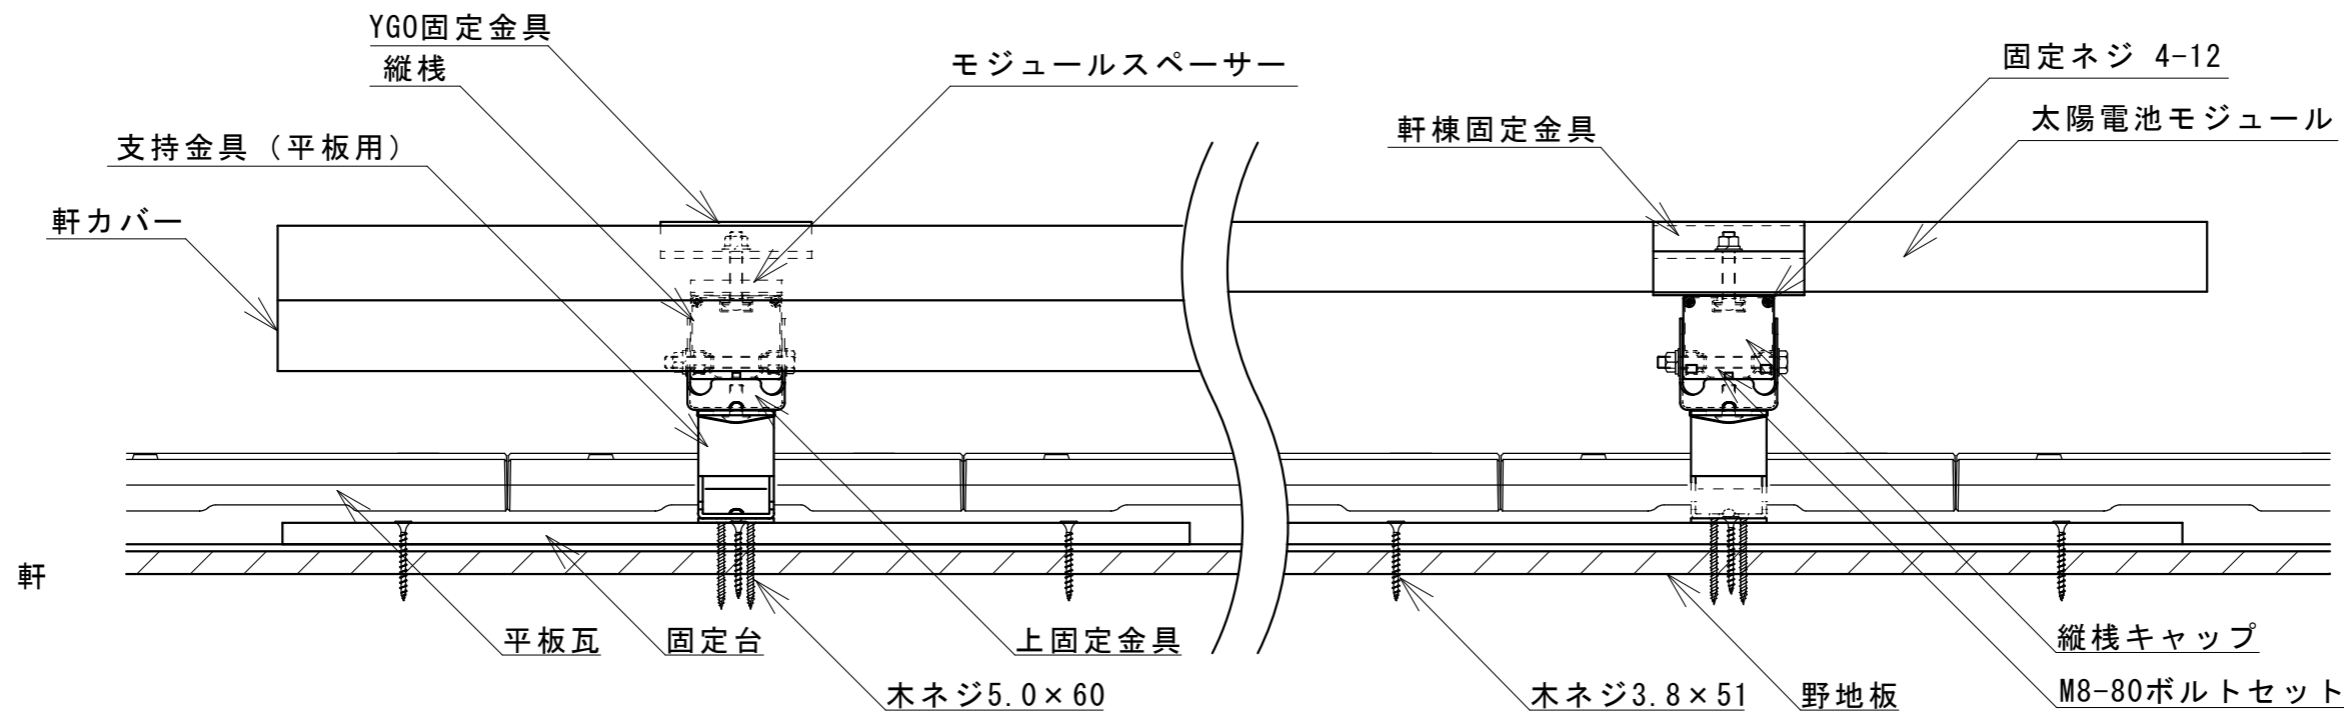 YGO固定金具
縦桟
モジュールスペーサー
固定ネジ 4-12
支持金具（平板用）
軒棟固定金具
太陽電池モジュール
軒カバー
軒
平板瓦
固定台
上固定金具
縦桟キャップ
木ネジ5.0×60
木ネジ3.8×51
野地板
M8-80ボルトセット